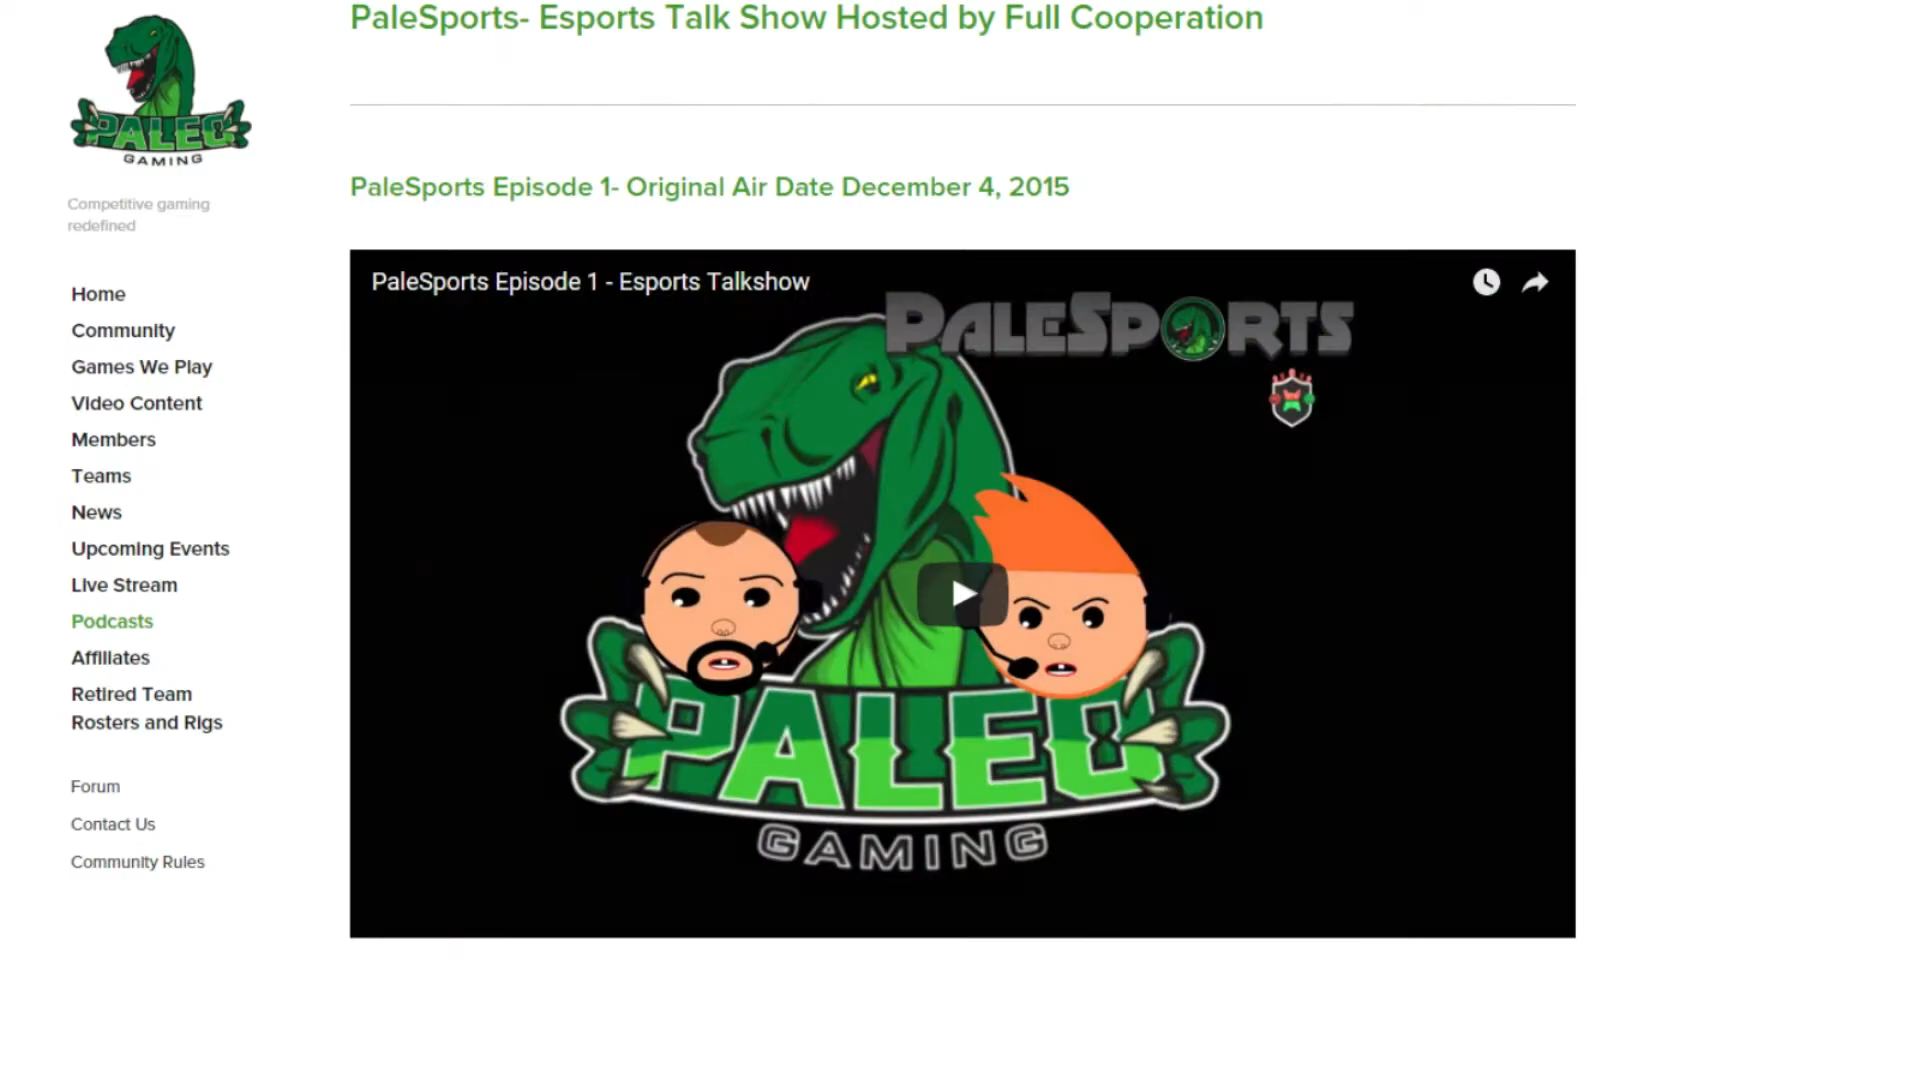 PaleSports- Esports Talk Show Hosted by Full Cooperation
PALEO
GAMING
Competitive gaming
redefined
PaleSports Episode 1- Original Air Date December 4, 2015
Home
Community
Games We Play
Video Content
Members
Teams
News
Upcoming Events
Live Stream
Podcasts
Affiliates
Retired Team
Rosters and Rigs
Forum
Contact Us
Community Rules
PaleSports Episode 1 - Esports Talkshow
PALESPORTS
PALEO
GAMING